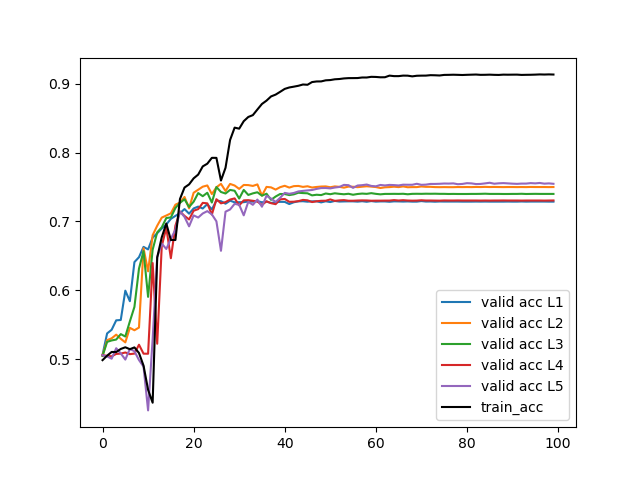 0.9
0.8
0.7
0.6
0.5
0 20 40 60 80 100
valid acc L1
valid acc L2
valid acc L3
valid acc L4
valid acc L5
train_acc